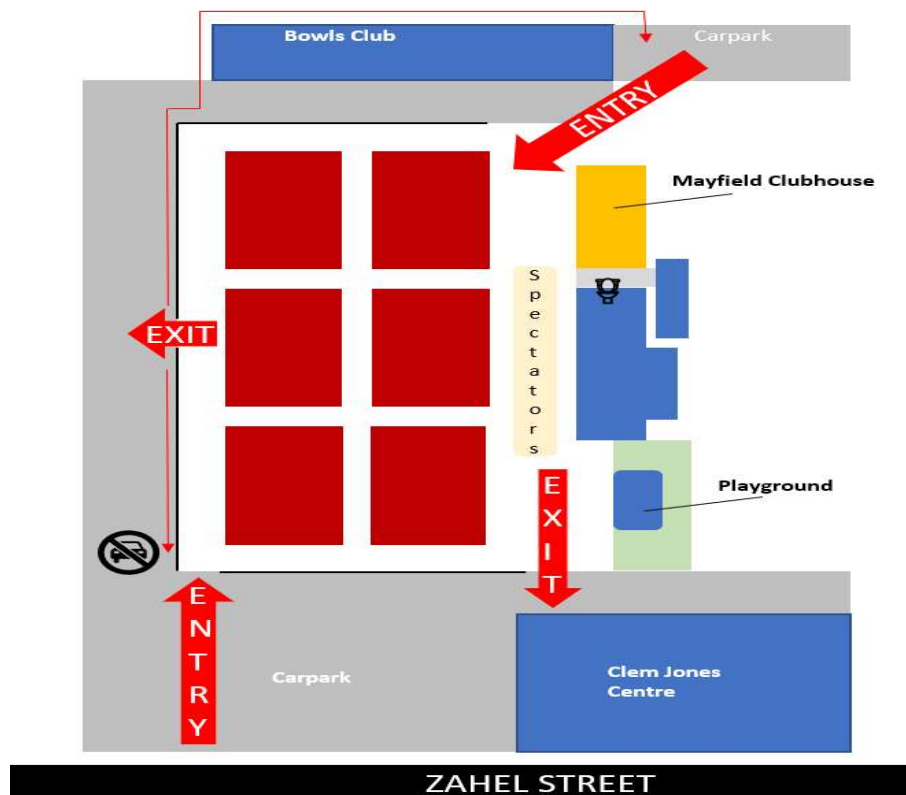 Bowls Club
Carpark
ENTRY
Mayfield Clubhouse
Spectators
EXIT
Playground
EXIT
ENTRY
Carpark
Clem Jones
Centre
ZAHEL STREET